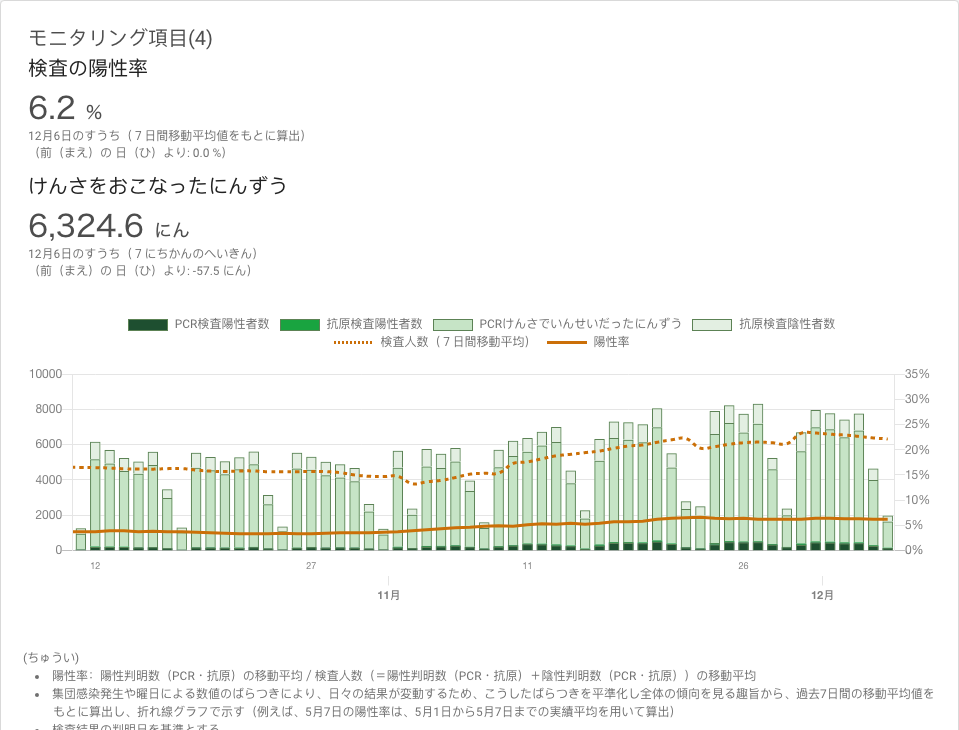 モニタリング項目(4)
検査の陽性率
6.2 %
12月6日のすうち（７日間移動平均値をもとに算出）
（前（まえ）の 日（ひ）より: 0.0 %）
けんさをおこなったにんずう
6,324.6 にん
12月6日のすうち（７にちかんのへいきん）
（前（まえ）の 日（ひ）より: -57.5 にん）
PCR検査陽性者数 抗原検査陽性者数 PCRけんさでいんせいだったにんずう 抗原検査陰性者数
検査人数（７日間移動平均） 陽性率
10000 35%
30%
8000
25%
6000 20%
4000 15%
10%
2000
5%
0 0%
12 27 11 26
11月 12月
(ちゅうい)
• 陽性率：陽性判明数（PCR・抗原）の移動平均 / 検査人数（＝陽性判明数（PCR・抗原）＋陰性判明数（PCR・抗原））の移動平均
• 集団感染発生や曜日による数値のばらつきにより、日々の結果が変動するため、こうしたばらつきを平準化し全体の傾向を見る趣旨から、過去7日間の移動平均値を
もとに算出し、折れ線グラフで示す（例えば、5月7日の陽性率は、5月1日から5月7日までの実績平均を用いて算出）
• 検査結果の判明日を基準とする